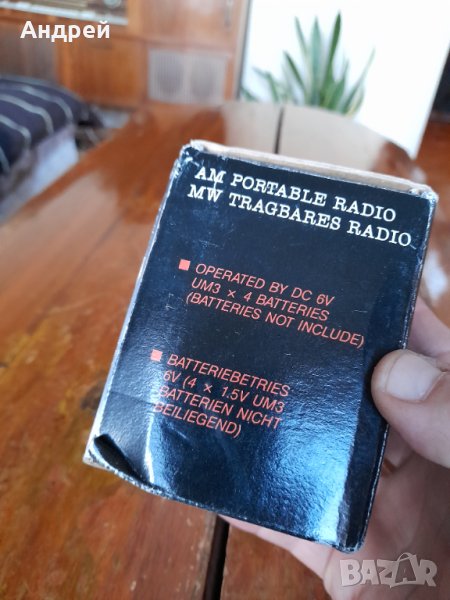 Андрей
AM PORTABLE RADIO
MW TRAGBARES RADIO
OPERATED BY DC 6V
UM3 × 4 BATTERIES
(BATTERIES NOT INCLUDE)
BATTERIEBETRIES
6V (4 × 1.5V UM3
BATTERIEN NICHT
BEILIEGEND)
BAZAR